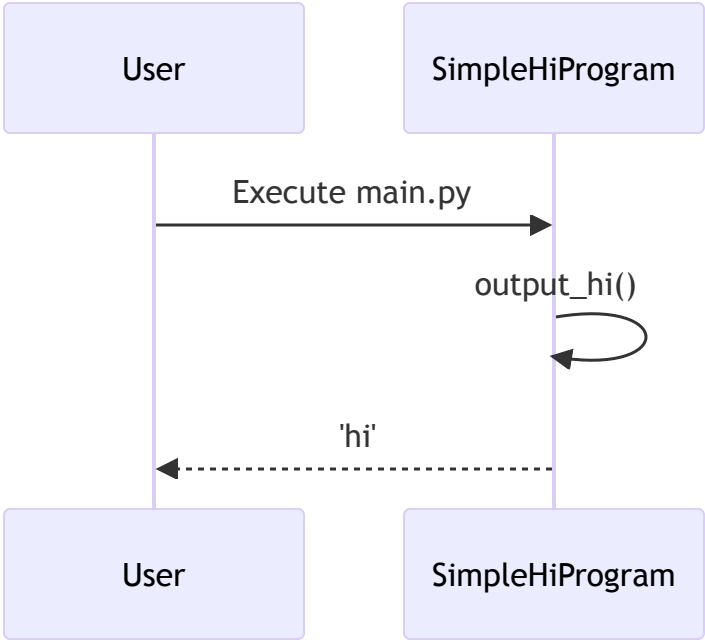 User
SimpleHiProgram
Execute main.py
output_hi()
'hi'
User
SimpleHiProgram